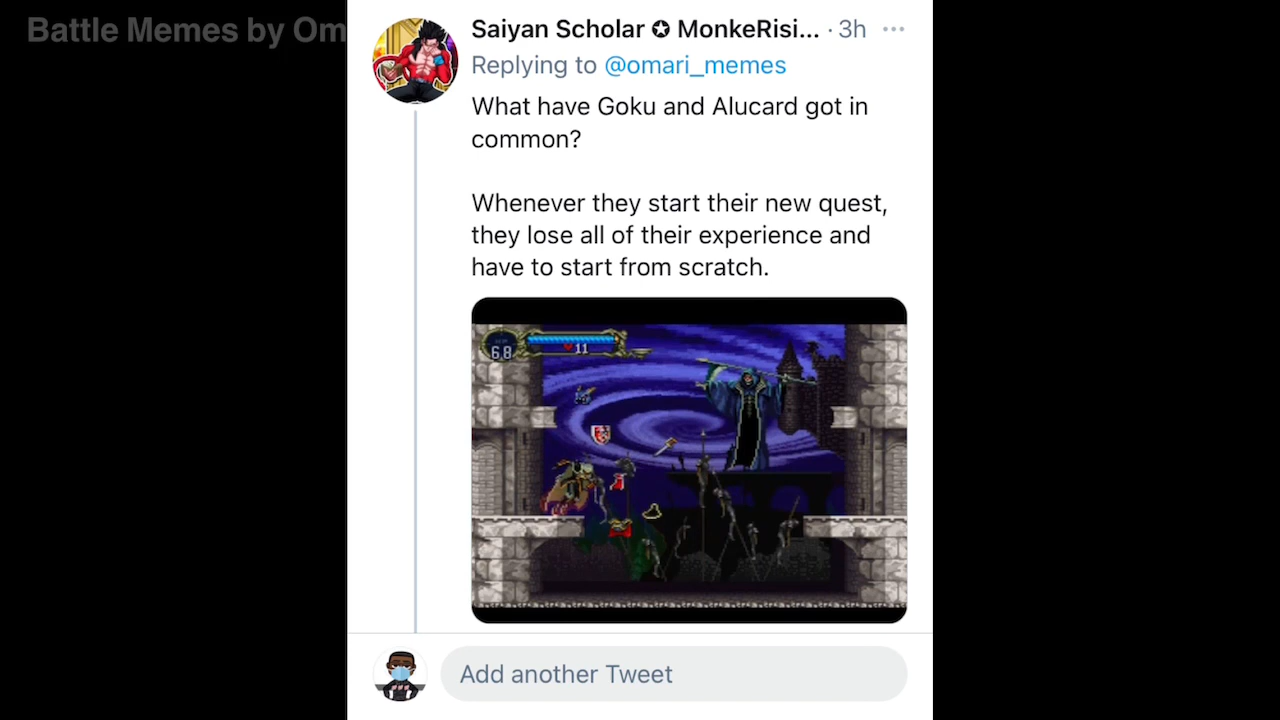 Battle Memes by Om
Saiyan Scholar ✪ MonkeRisi... · 3h ···
Replying to @omari_memes
What have Goku and Alucard got in
common?
Whenever they start their new quest,
they lose all of their experience and
have to start from scratch.
68
11
Add another Tweet